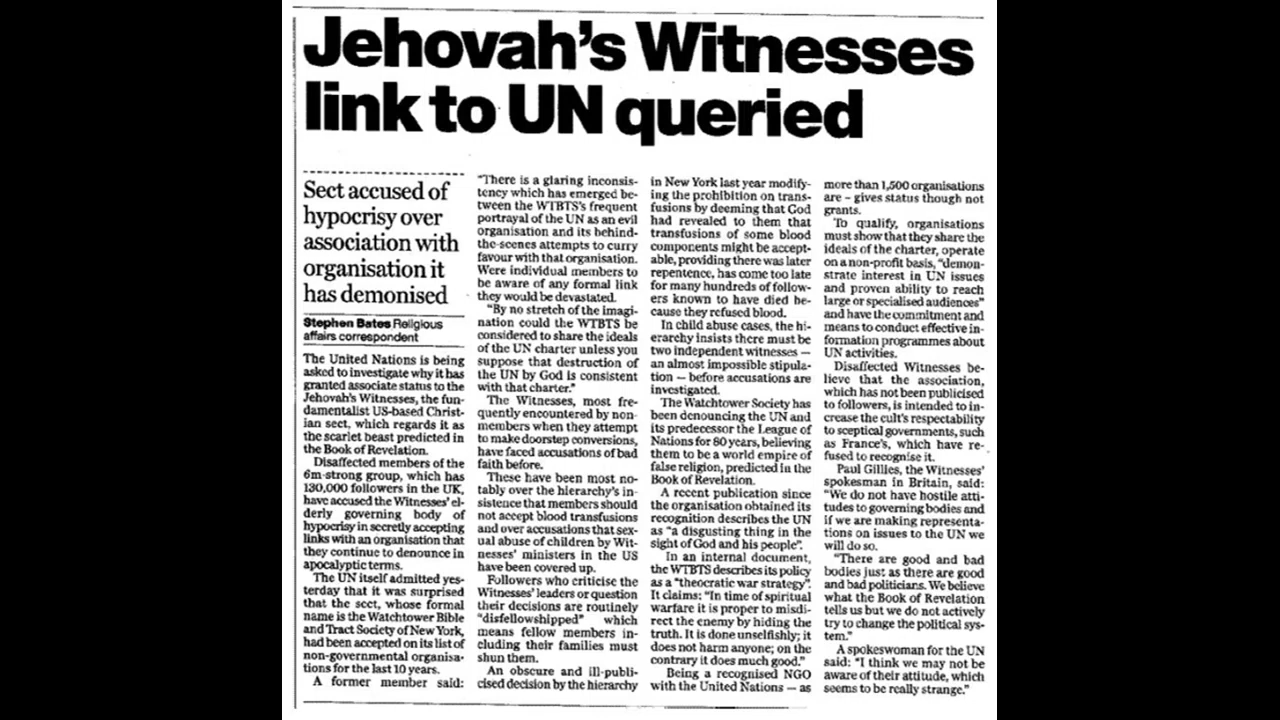 Jehovah's Witnesses
link to UN queried
Sect accused of
hypocrisy over
association with
organisation it
has demonised
Stephen Bates Religious
affairs correspondent
The United Nations is being
asked to investigate why it has
granted associate status to the
Jehovah's Witnesses, the fun-
damentalist US-based Christ-
ian sect, which regards it as
the scarlet beast predicted in
the Book of Revelation.
Disaffected members of the
6m-strong group, which has
130,000 followers in the UK,
have accused the Witnesses' el-
derly governing body of
hypocrisy in secretly accepting
links with an organisation that
they continue to denounce in
apocalyptic terms.
The UN itself admitted yes-
terday that it was surprised
that the sect, whose formal
name is the Watchtower Bible
and Tract Society of New York,
had been accepted on its list of
non-governmental organisa-
tions for the last 10 years.
A former member said:
"There is a glaring inconsis-
tency which has emerged be-
tween the WTBTS's frequent
portrayal of the UN as an evil
organisation and its behind-
the-scenes attempts to curry
favour with that organisation.
Were individual members to
be aware of any formal link
they would be devastated.
"By no stretch of the imagi-
nation could the WTBTS be
considered to share the ideals
of the UN charter unless you
suppose that destruction of
the UN by God is consistent
with that charter."
The Witnesses, most fre-
quently encountered by non-
members when they attempt
to make doorstep conversions,
have faced accusations of bad
faith before.
These have been most no-
tably over the hierarchy's in-
sistence that members should
not accept blood transfusions
and over accusations that sex-
ual abuse of children by Wit-
nesses' ministers in the US
have been covered up.
Followers who criticise the
Witnesses' leaders or question
their decisions are routinely
"disfellowshipped" which
means fellow members in-
cluding their families must
shun them.
An obscure and ill-publi-
cised decision by the hierarchy
in New York last year modify-
ing the prohibition on trans-
fusions by deeming that God
had revealed to them that
transfusions of some blood
components might be accept-
able, providing there was later
repentence, has come too late
for many hundreds of follow-
ers known to have died be-
cause they refused blood.
In child abuse cases, the hi-
erarchy insists there must be
two independent witnesses —
an almost impossible stipula-
tion — before accusations are
investigated.
The Watchtower Society has
been denouncing the UN and
its predecessor the League of
Nations for 80 years, believing
them to be a world empire of
false religion, predicted in the
Book of Revelation.
A recent publication since
the organisation obtained its
recognition describes the UN
as "a disgusting thing in the
sight of God and his people".
In an internal document,
the WTBTS describes its policy
as a "theocratic war strategy".
It claims: "In time of spiritual
warfare it is proper to misdi-
rect the enemy by hiding the
truth. It is done unselfishly; it
does not harm anyone; on the
contrary it does much good."
Being a recognised NGO
with the United Nations — as
more than 1,500 organisations
are – gives status though not
grants.
To qualify, organisations
must show that they share the
ideals of the charter, operate
on a non-profit basis, "demon-
strate interest in UN issues
and proven ability to reach
large or specialised audiences"
and have the commitment and
means to conduct effective in-
formation programmes about
UN activities.
Disaffected Witnesses be-
lieve that the association,
which has not been publicised
to followers, is intended to in-
crease the cult's respectability
to sceptical governments, such
as France's, which have re-
fused to recognise it.
Paul Gillies, the Witnesses'
spokesman in Britain, said:
"We do not have hostile atti-
tudes to governing bodies and
if we are making representa-
tions on issues to the UN we
will do so.
"There are good and bad
bodies just as there are good
and bad politicians. We believe
what the Book of Revelation
tells us but we do not actively
try to change the political sys-
tem."
A spokeswoman for the UN
said: "I think we may not be
aware of their attitude, which
seems to be really strange."